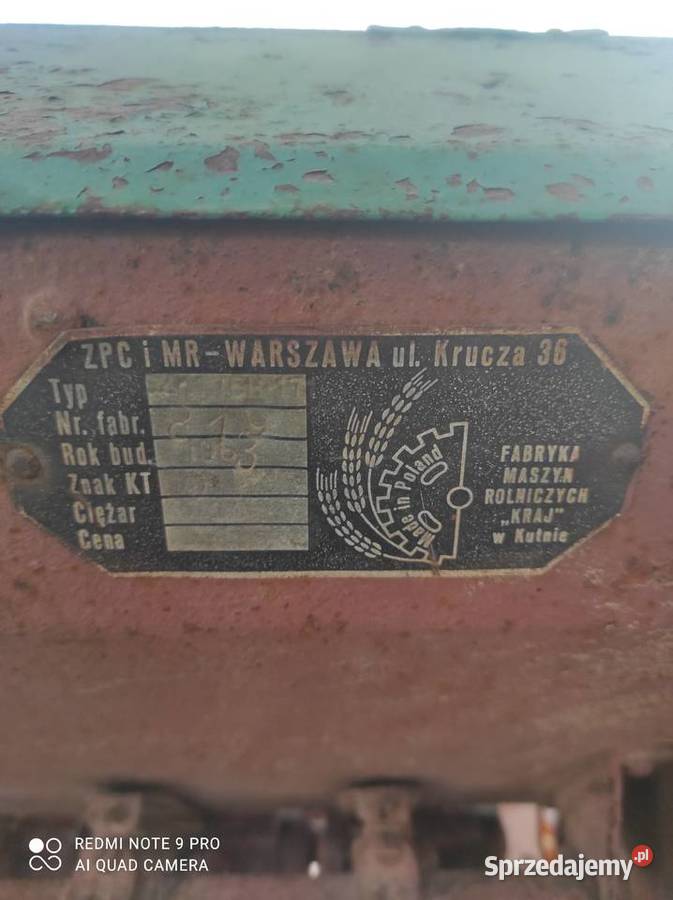 ZPC i MR-WARSZAWA ul. Krucza 36
Typ
Nr. fabr.
Rok bud.
Znak KT
Ciężar
Cena
Made in Poland
FABRYKA
MASZYN
ROLNICZYCH
„KRAJ”
w Kutnie
REDMI NOTE 9 PRO
AI QUAD CAMERA
Sprzedajemy.pl